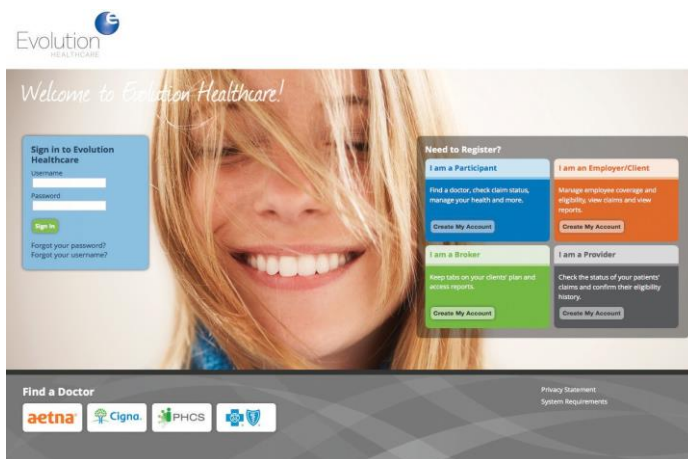 Evolution
HEALTHCARE
Welcome to Evolution Healthcare!
Sign in to Evolution
Healthcare
Username
Password
Sign In
Forgot your password?
Forgot your username?
Need to Register?
I am a Participant
Find a doctor, check claim status,
manage your health and more.
Create My Account
I am an Employer/Client
Manage employee coverage and
eligibility, view claims and view
reports.
Create My Account
I am a Broker
Keep tabs on your clients' plan and
access reports.
Create My Account
I am a Provider
Check the status of your patients'
claims and confirm their eligibility
history.
Create My Account
Find a Doctor
aetna
Cigna.
PHCS
Privacy Statement
System Requirements